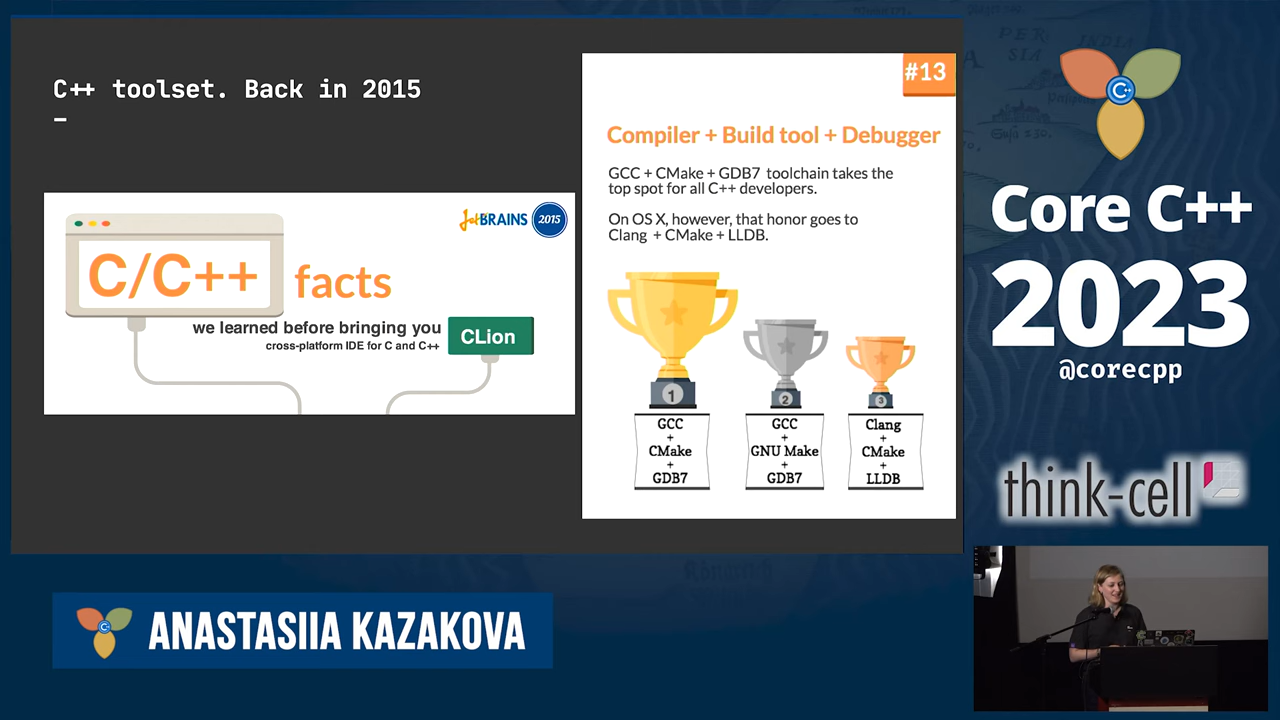 C++ toolset. Back in 2015
–
JetBRAINS 2015
C/C++ facts
we learned before bringing you CLion
cross-platform IDE for C and C++
#13
Compiler + Build tool + Debugger
GCC + CMake + GDB7 toolchain takes the
top spot for all C++ developers.
On OS X, however, that honor goes to
Clang + CMake + LLDB.
1
2
3
GCC
+
CMake
+
GDB7
GCC
+
GNU Make
+
GDB7
Clang
+
CMake
+
LLDB
C++
Core C++
2023
@corecpp
think-cell
C++
ANASTASIIA KAZAKOVA
PER
SIA
INDIA